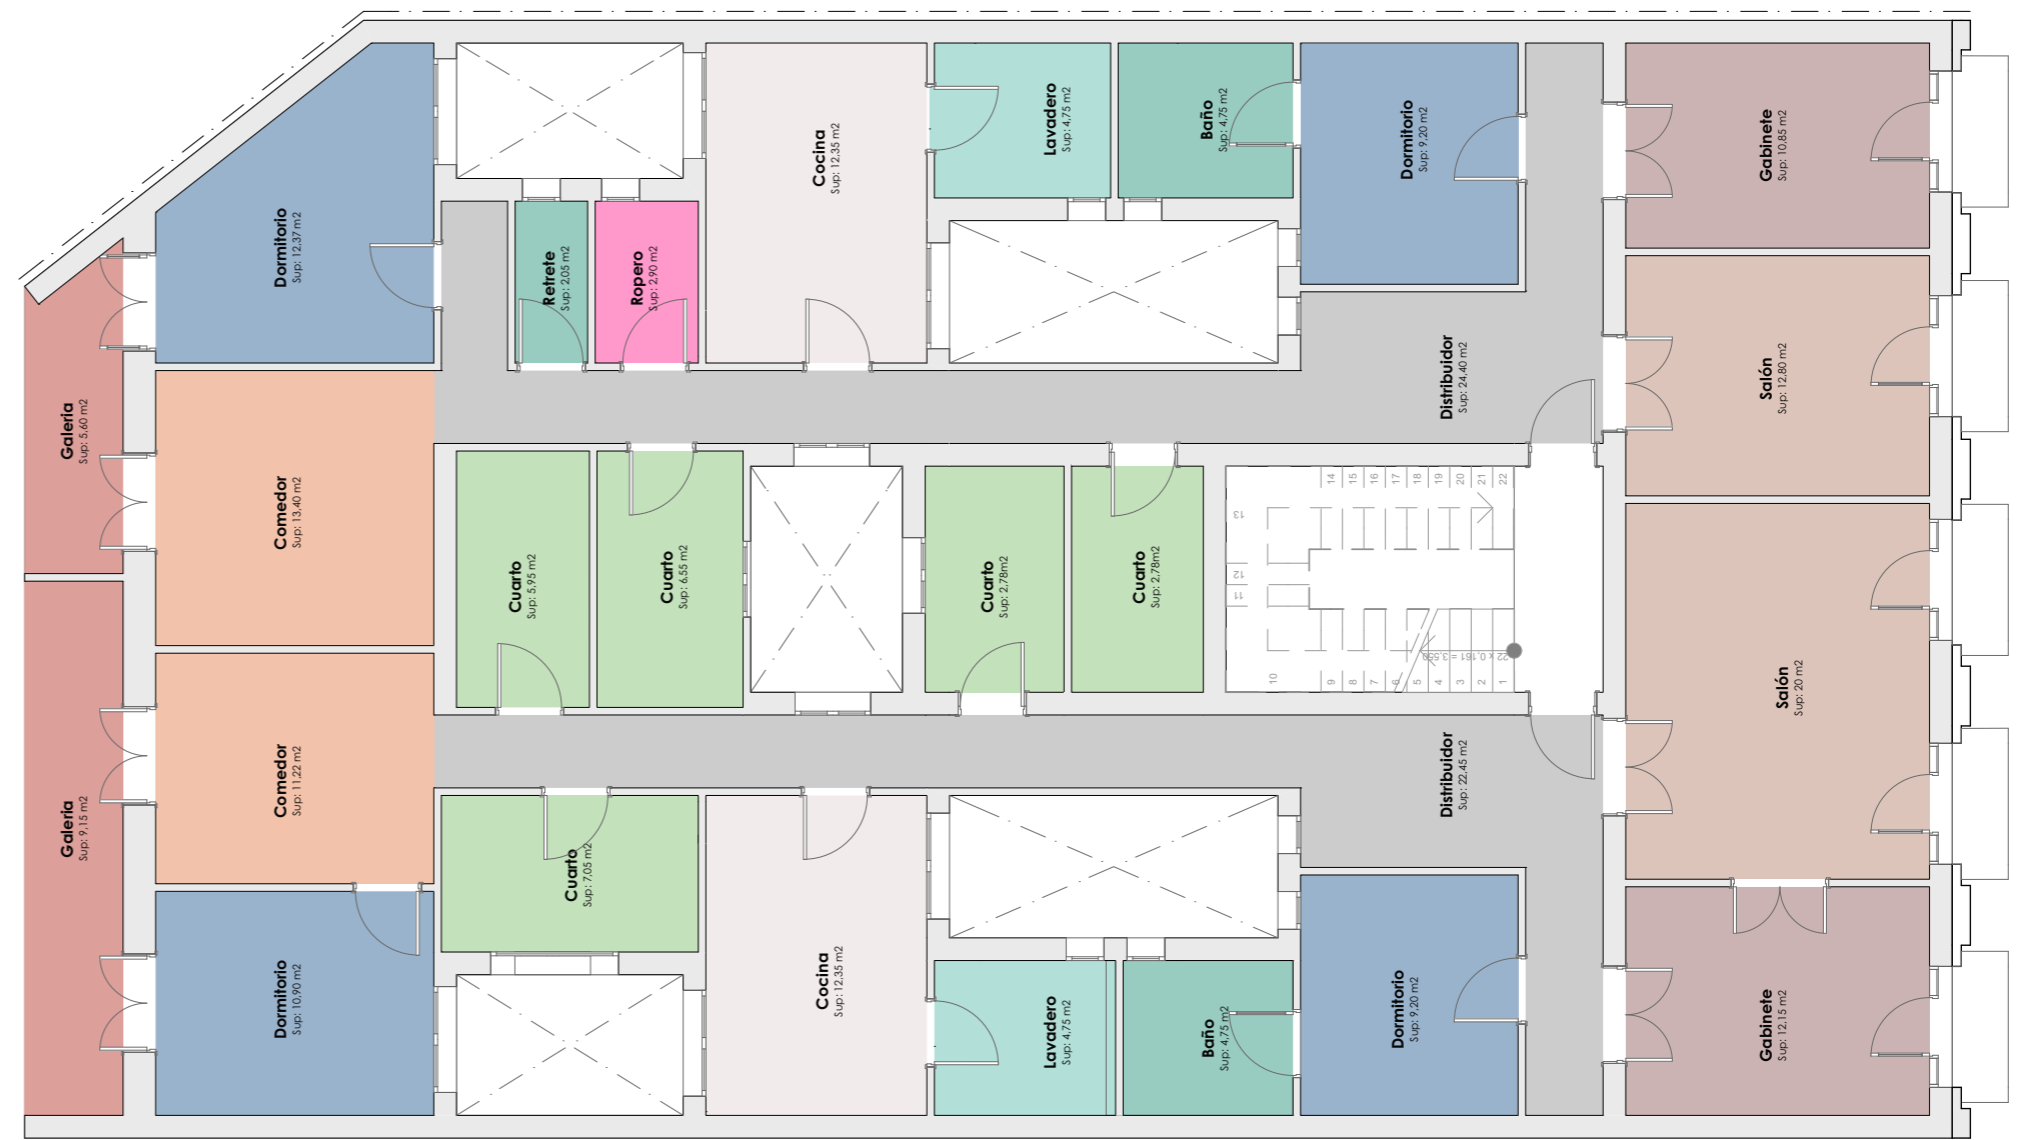 Dormitorio
Sup: 12,37 m2
Retrete
Sup: 2,05 m2
Ropero
Sup: 2,90 m2
Cocina
Sup: 12,35 m2
Lavadero
Sup: 4,75 m2
Baño
Sup: 4,75 m2
Dormitorio
Sup: 9,20 m2
Gabinete
Sup: 10,85 m2
Galeria
Sup: 5,60 m2
Comedor
Sup: 13,40 m2
Distribuidor
Sup: 24,40 m2
Salón
Sup: 12,80 m2
Cuarto
Sup: 5,95 m2
Cuarto
Sup: 6,55 m2
Cuarto
Sup: 2,78m2
Cuarto
Sup: 2,78m2
14
15
16
17
18
19
20
21
22
13
12
11
10
9
8
7
6
5
4
3
2
1
22 x 0,161 = 3,559
Salón
Sup: 20 m2
Galeria
Sup: 9,15 m2
Comedor
Sup: 11,22 m2
Distribuidor
Sup: 22,45 m2
Cuarto
Sup: 7,05 m2
Dormitorio
Sup: 10,90 m2
Cocina
Sup: 12,35 m2
Lavadero
Sup: 4,75 m2
Baño
Sup: 4,75 m2
Dormitorio
Sup: 9,20 m2
Gabinete
Sup: 12,15 m2